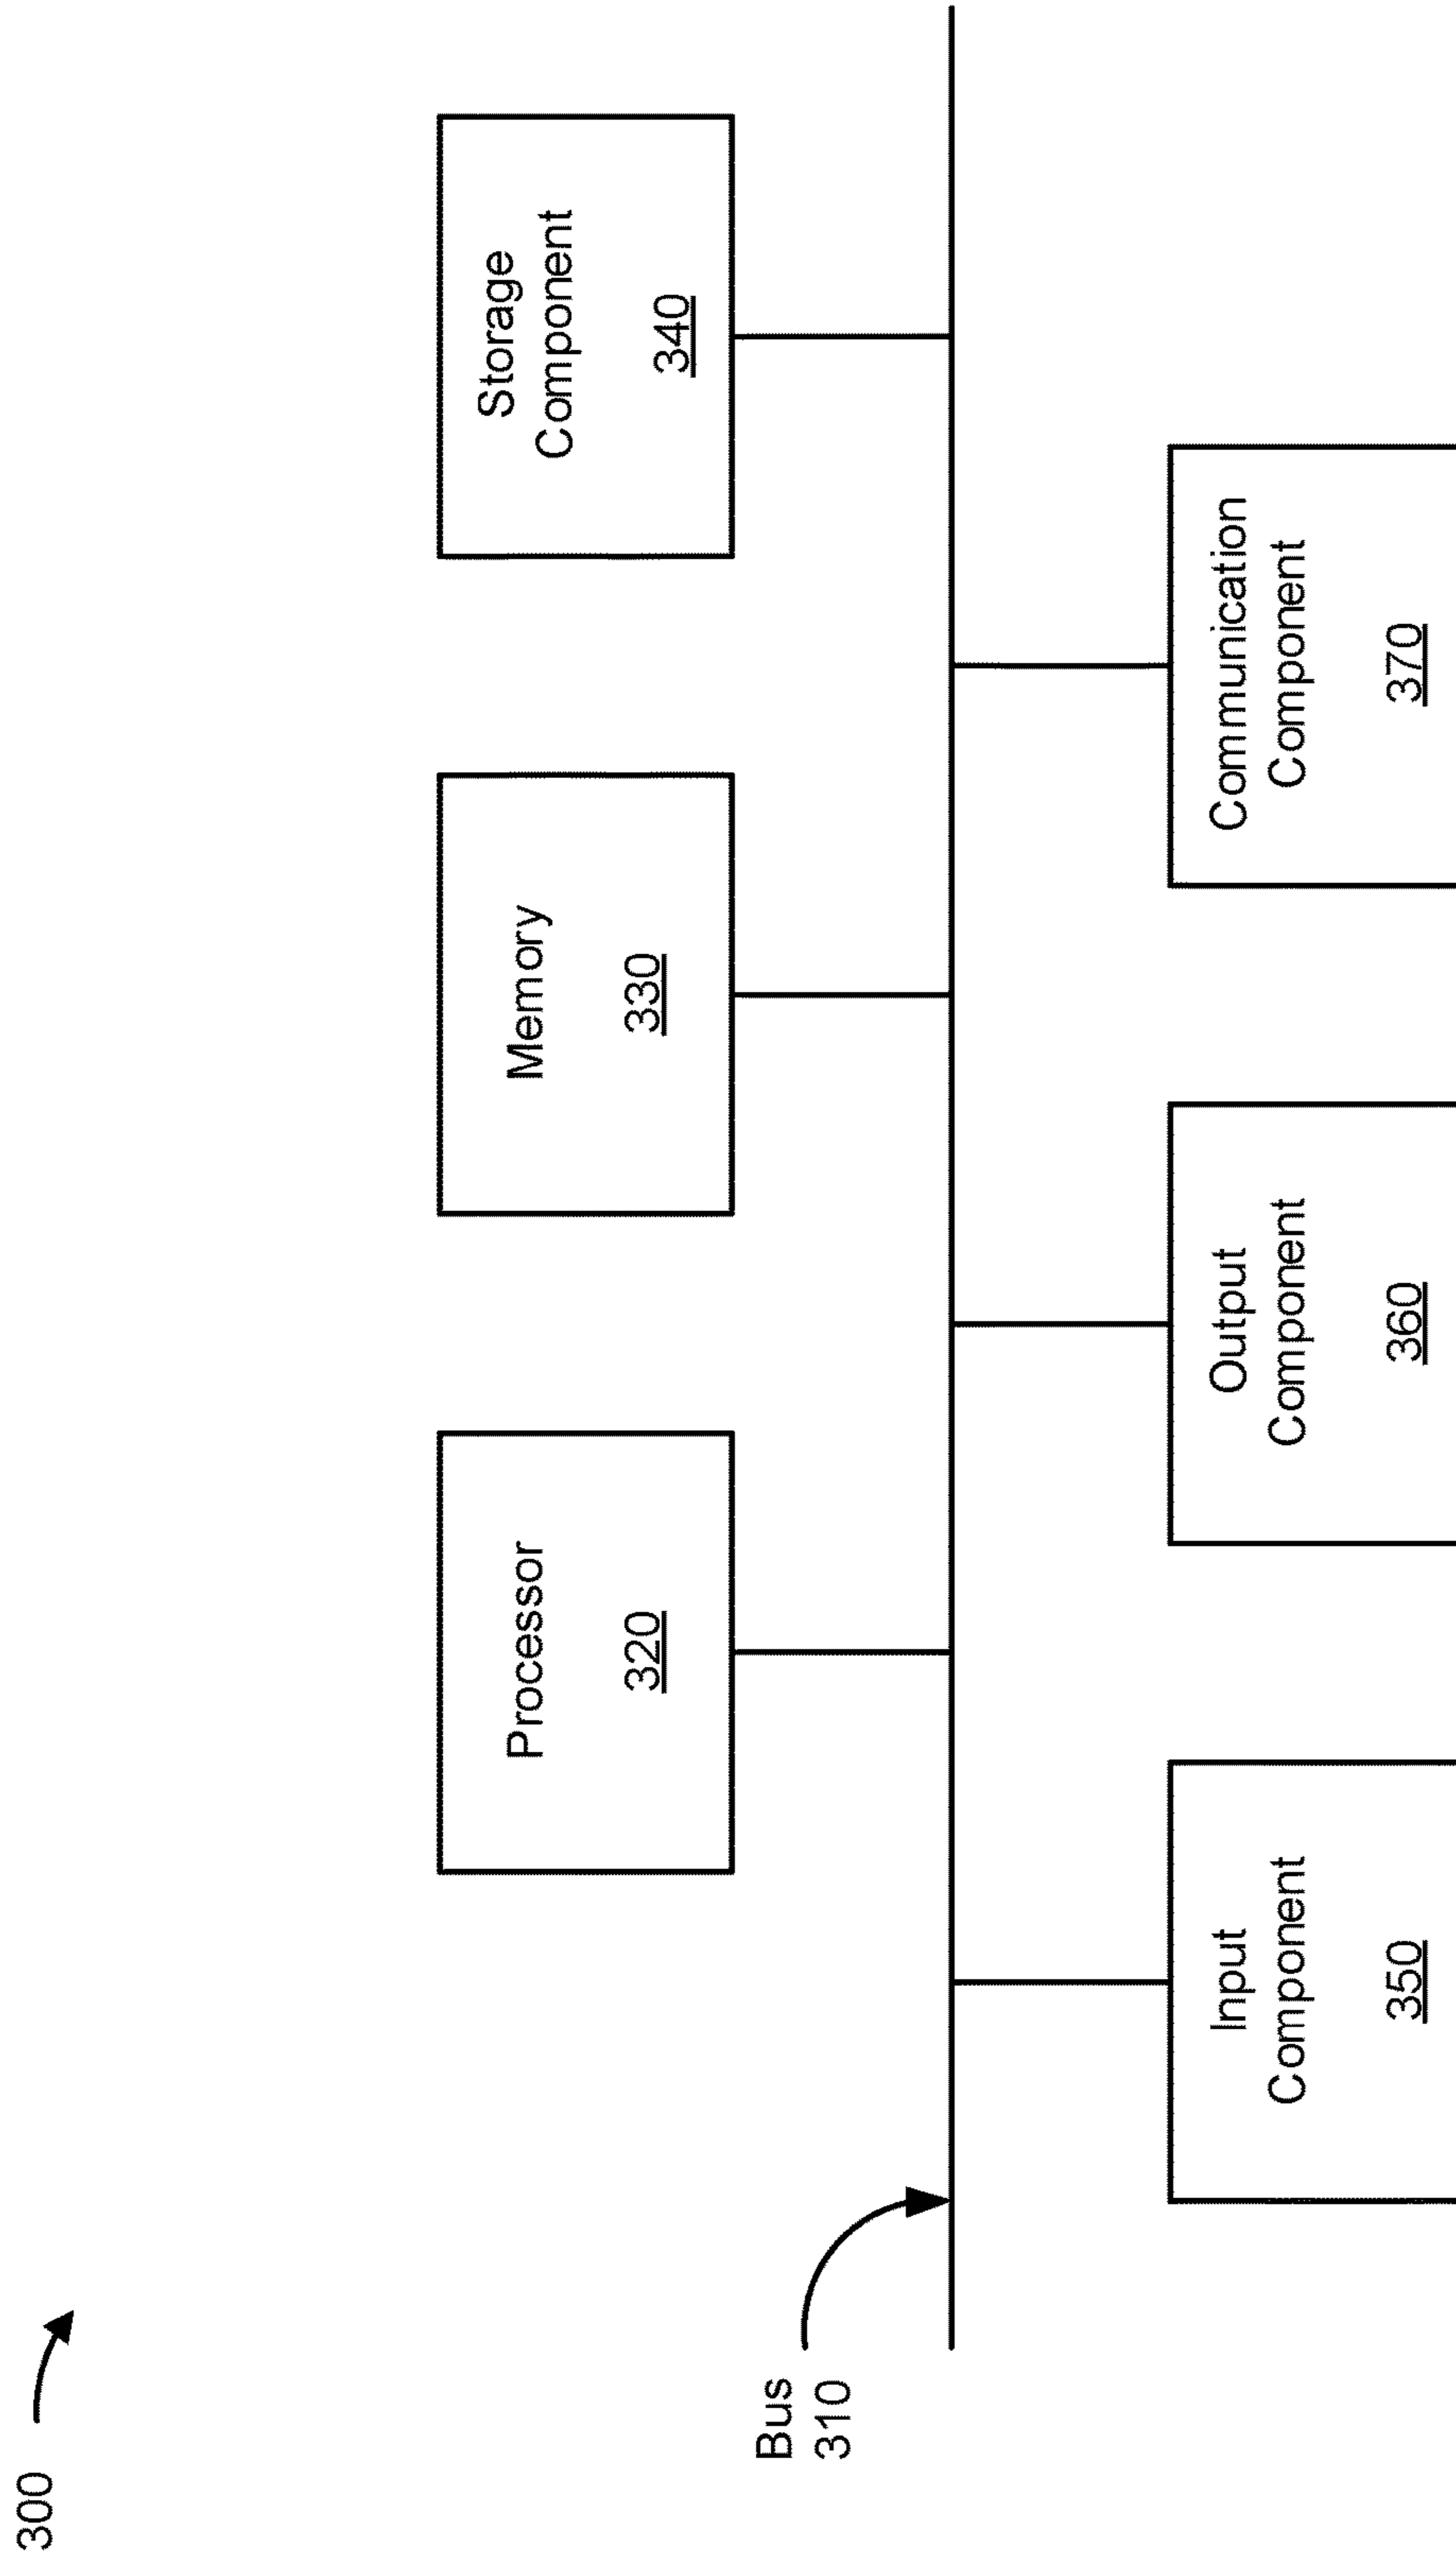 300
Processor
320
Memory
330
Storage
Component
340
Bus
310
Input
Component
350
Output
Component
360
Communication
Component
370